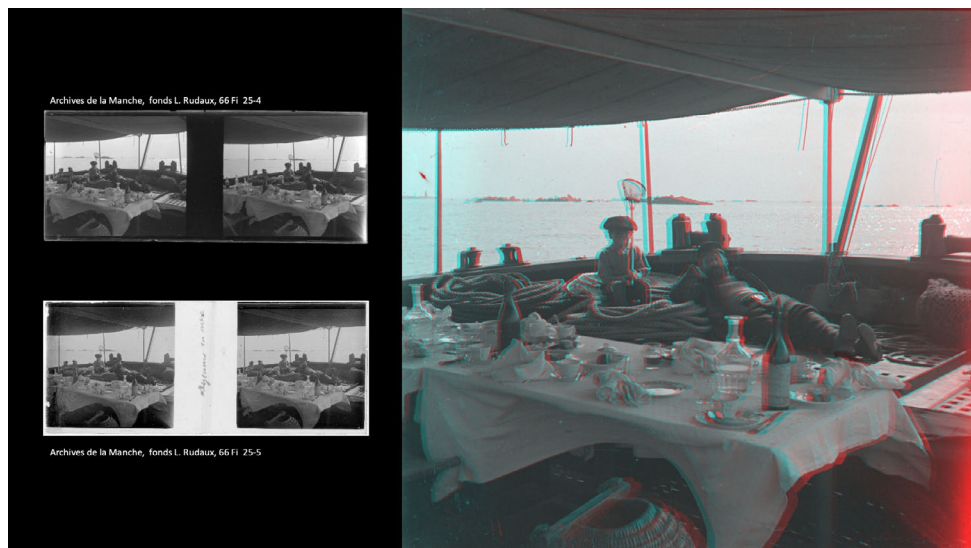 Archives de la Manche, fonds L. Rudaux, 66 Fi 25-4
Archives de la Manche, fonds L. Rudaux, 66 Fi 25-5